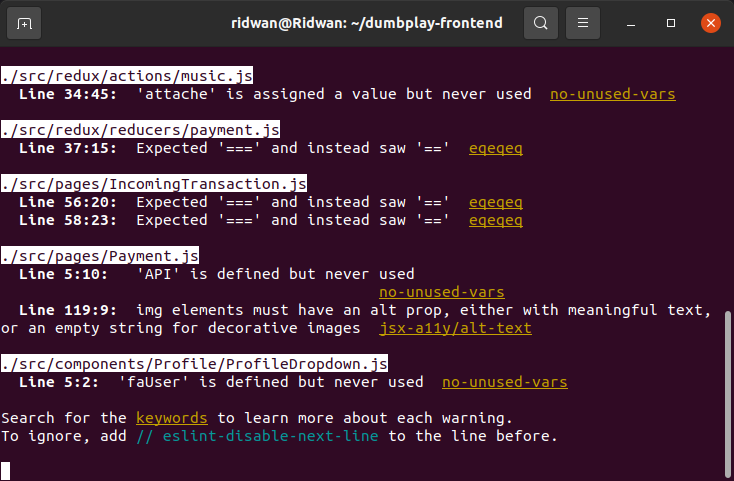 ridwan@Ridwan: ~/dumbplay-frontend
./src/redux/actions/music.js
Line 34:45:  'attache' is assigned a value but never used  no-unused-vars
./src/redux/reducers/payment.js
Line 37:15:  Expected '===' and instead saw '=='  eqeqeq
./src/pages/IncomingTransaction.js
Line 56:20:  Expected '===' and instead saw '=='  eqeqeq
Line 58:23:  Expected '===' and instead saw '=='  eqeqeq
./src/pages/Payment.js
Line 5:10:   'API' is defined but never used
no-unused-vars
Line 119:9:  img elements must have an alt prop, either with meaningful text,
or an empty string for decorative images  jsx-a11y/alt-text
./src/components/Profile/ProfileDropdown.js
Line 5:2:  'faUser' is defined but never used  no-unused-vars
Search for the keywords to learn more about each warning.
To ignore, add // eslint-disable-next-line to the line before.